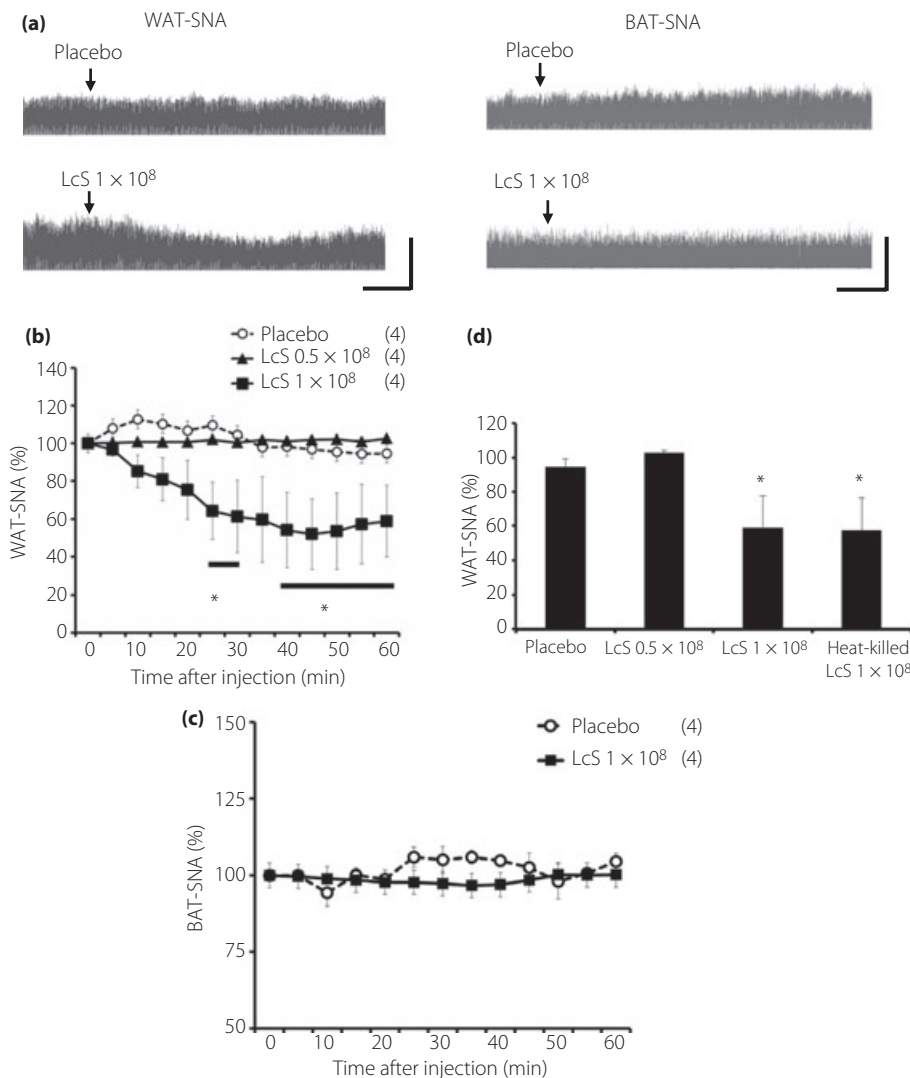 (a)
WAT-SNA
Placebo
LcS 1 × 10⁸
BAT-SNA
Placebo
LcS 1 × 10⁸
(b)
Placebo (4)
LcS 0.5 × 10⁸ (4)
LcS 1 × 10⁸ (4)
WAT-SNA (%)
140
120
100
80
60
40
20
0
* *
0 10 20 30 40 50 60
Time after injection (min)
(d)
WAT-SNA (%)
120
100
80
60
40
20
0
* *
Placebo LcS 0.5 × 10⁸ LcS 1 × 10⁸ Heat-killed
LcS 1 × 10⁸
(c)
Placebo (4)
LcS 1 × 10⁸ (4)
BAT-SNA (%)
150
125
100
75
50
0 10 20 30 40 50 60
Time after injection (min)